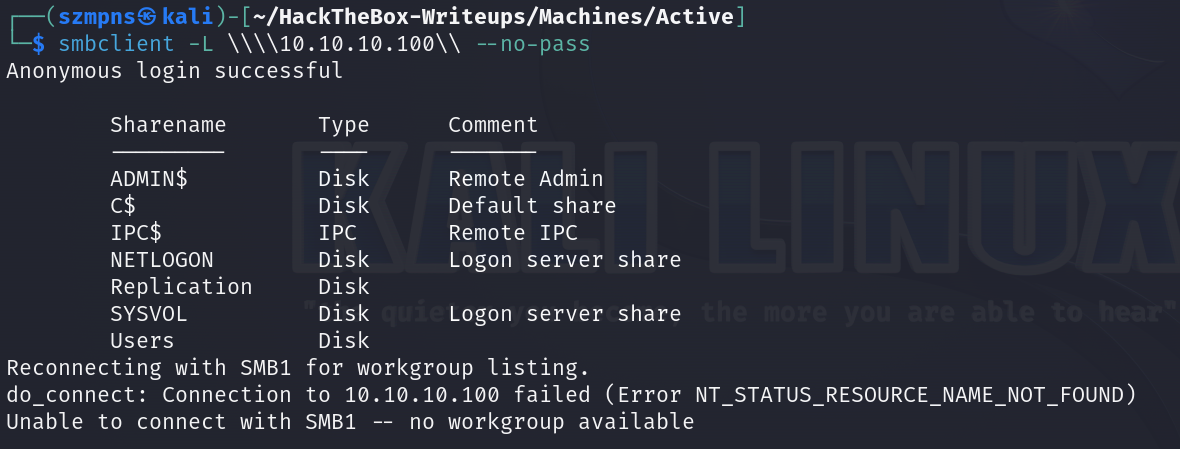 ┌──(szmpns㉿kali)-[~/HackTheBox-Writeups/Machines/Active]
└─$ smbclient -L \\\\10.10.10.100\\ --no-pass
Anonymous login successful
Sharename Type Comment
--------- ---- -------
ADMIN$ Disk Remote Admin
C$ Disk Default share
IPC$ IPC Remote IPC
NETLOGON Disk Logon server share
Replication Disk
SYSVOL Disk Logon server share
Users Disk
Reconnecting with SMB1 for workgroup listing.
do_connect: Connection to 10.10.10.100 failed (Error NT_STATUS_RESOURCE_NAME_NOT_FOUND)
Unable to connect with SMB1 -- no workgroup available
KALI LINUX
quieter you become, the more you are able to hear"